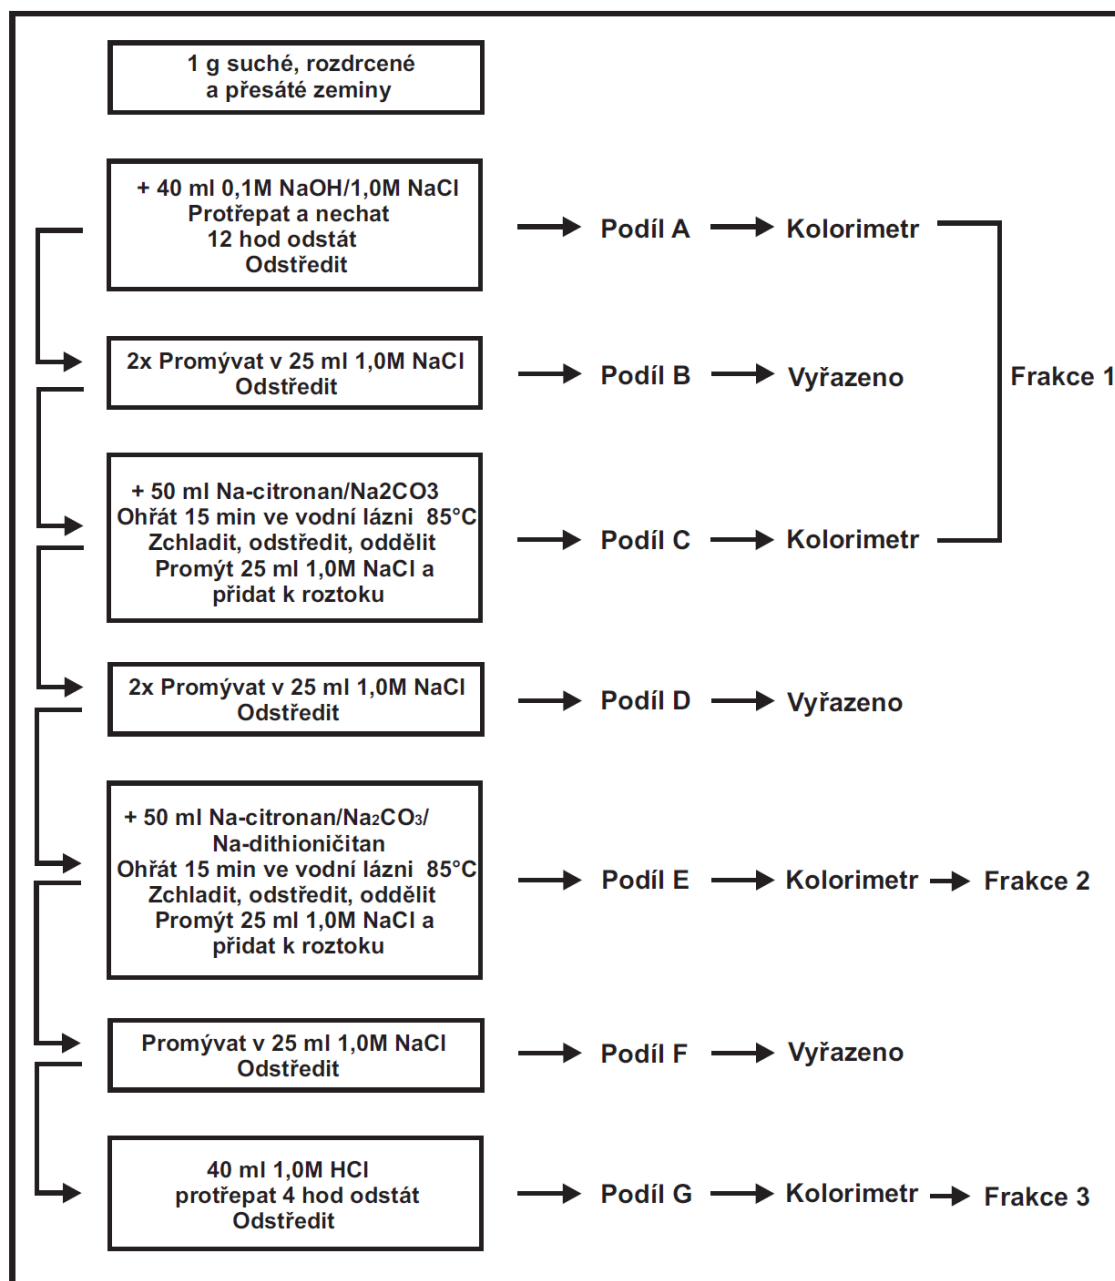 1 g suché, rozdrcené
a přesáté zeminy
+ 40 ml 0,1M NaOH/1,0M NaCl
Protřepat a nechat
12 hod odstát
Odstředit
Podíl A
Kolorimetr
2x Promývat v 25 ml 1,0M NaCl
Odstředit
Podíl B
Vyřazeno
Frakce 1
+ 50 ml Na-citronan/Na2CO3
Ohřát 15 min ve vodní lázni 85°C
Zchladit, odstředit, oddělit
Promýt 25 ml 1,0M NaCl a
přidat k roztoku
Podíl C
Kolorimetr
2x Promývat v 25 ml 1,0M NaCl
Odstředit
Podíl D
Vyřazeno
+ 50 ml Na-citronan/Na₂CO₃/
Na-dithioničitan
Ohřát 15 min ve vodní lázni 85°C
Zchladit, odstředit, oddělit
Promýt 25 ml 1,0M NaCl a
přidat k roztoku
Podíl E
Kolorimetr
Frakce 2
Promývat v 25 ml 1,0M NaCl
Odstředit
Podíl F
Vyřazeno
40 ml 1,0M HCl
protřepat 4 hod odstát
Odstředit
Podíl G
Kolorimetr
Frakce 3